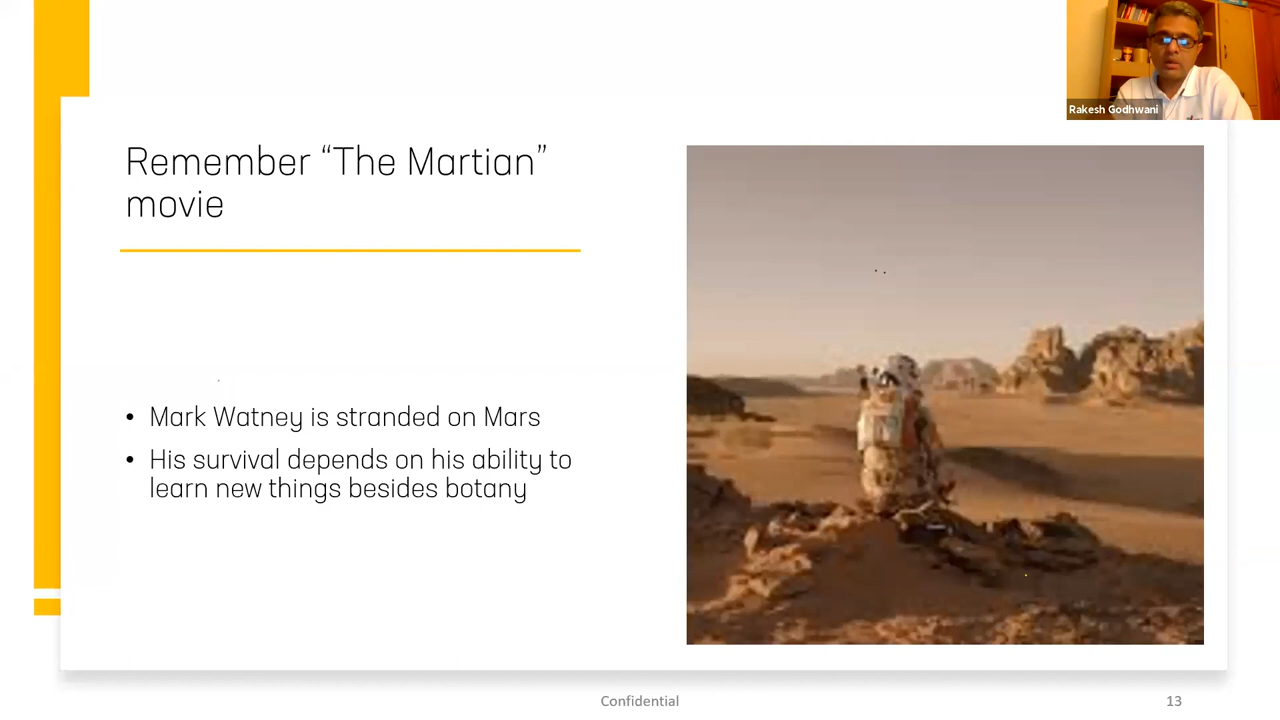 Rakesh Godhwani
Remember “The Martian”
movie
• Mark Watney is stranded on Mars
• His survival depends on his ability to
learn new things besides botany
Confidential
13